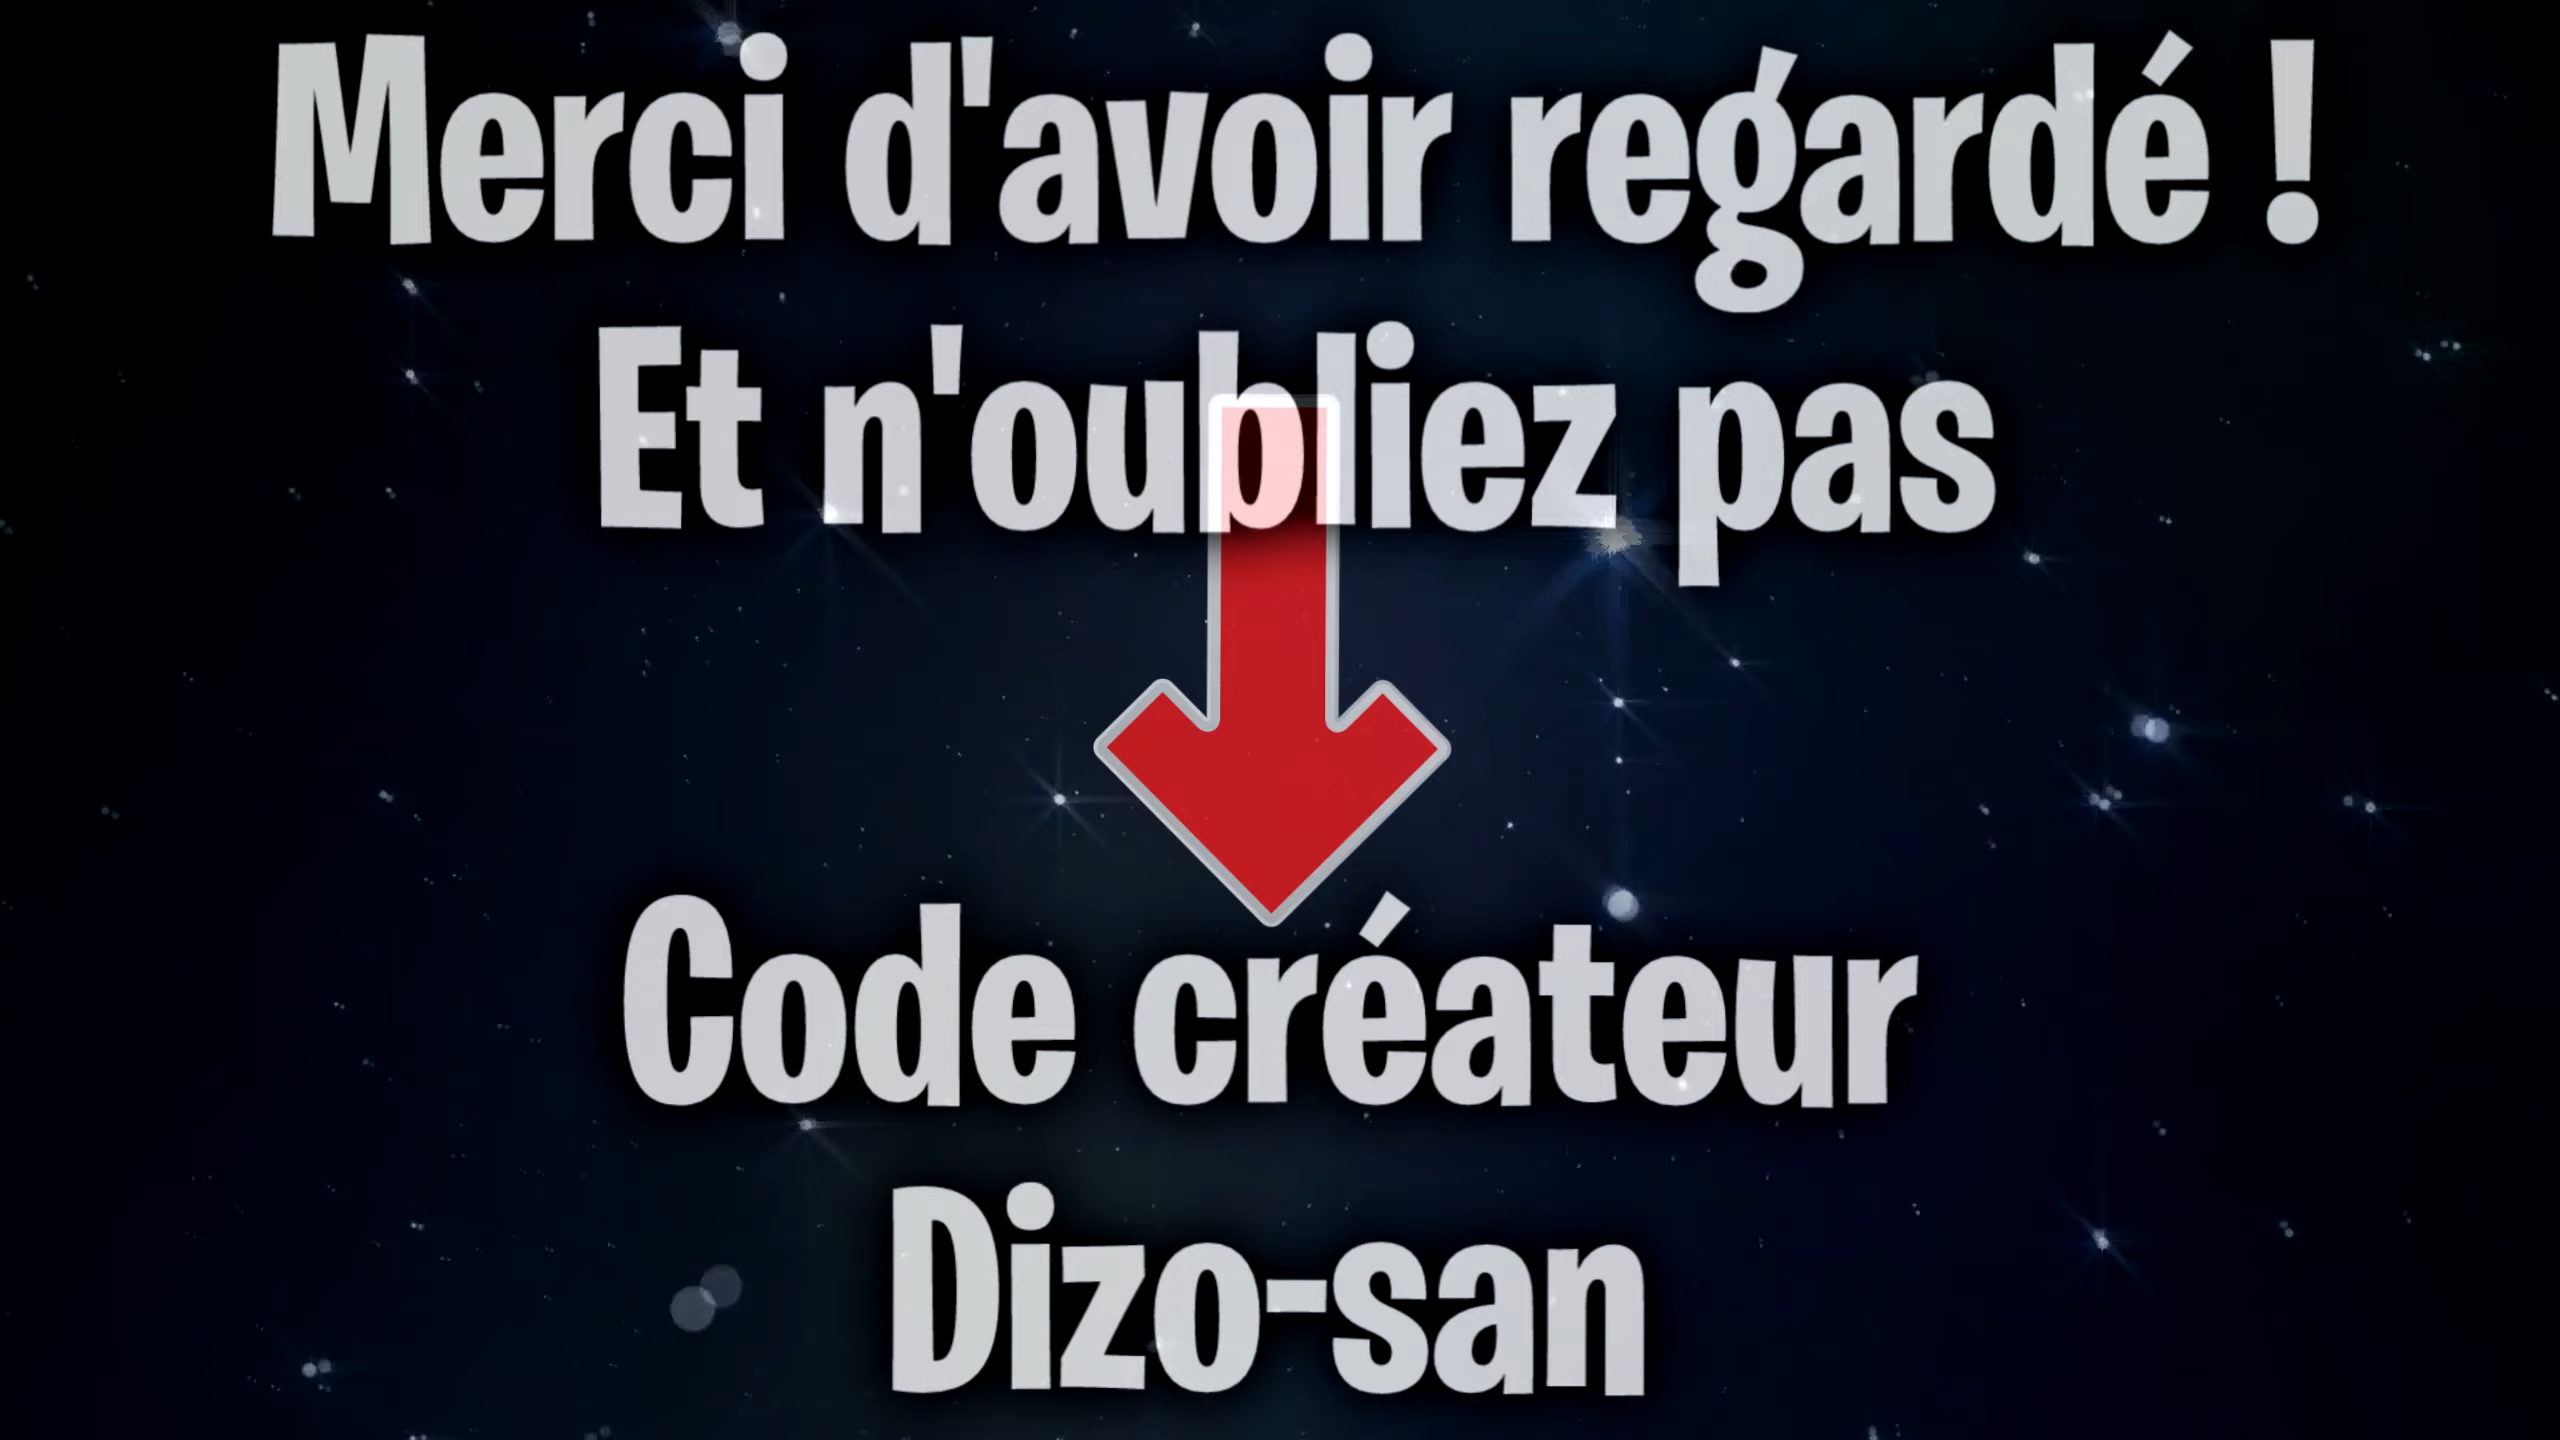 Merci d'avoir regardé !
Et n'oubliez pas
Code créateur
Dizo-san